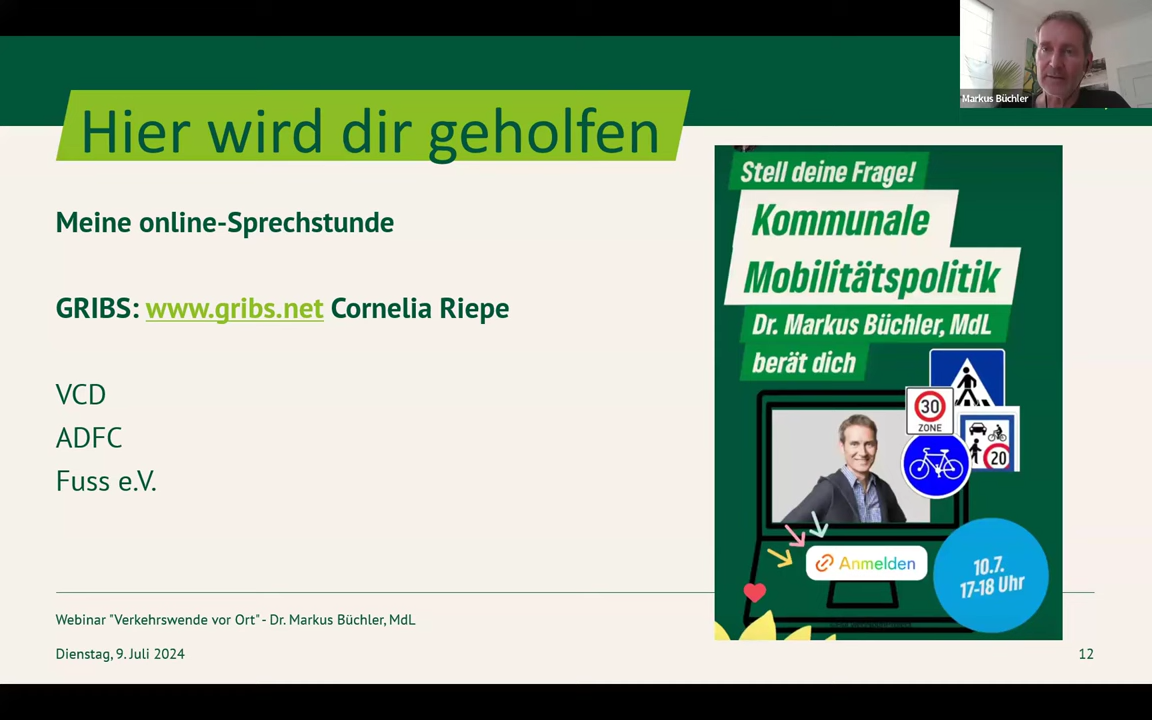 Markus Büchler
Hier wird dir geholfen
Meine online-Sprechstunde
GRIBS: www.gribs.net Cornelia Riepe
VCD
ADFC
Fuss e.V.
Stell deine Frage!
Kommunale
Mobilitätspolitik
Dr. Markus Büchler, MdL
berät dich
30
ZONE
20
Anmelden
10.7.
17-18 Uhr
Webinar "Verkehrswende vor Ort" - Dr. Markus Büchler, MdL
Dienstag, 9. Juli 2024
12